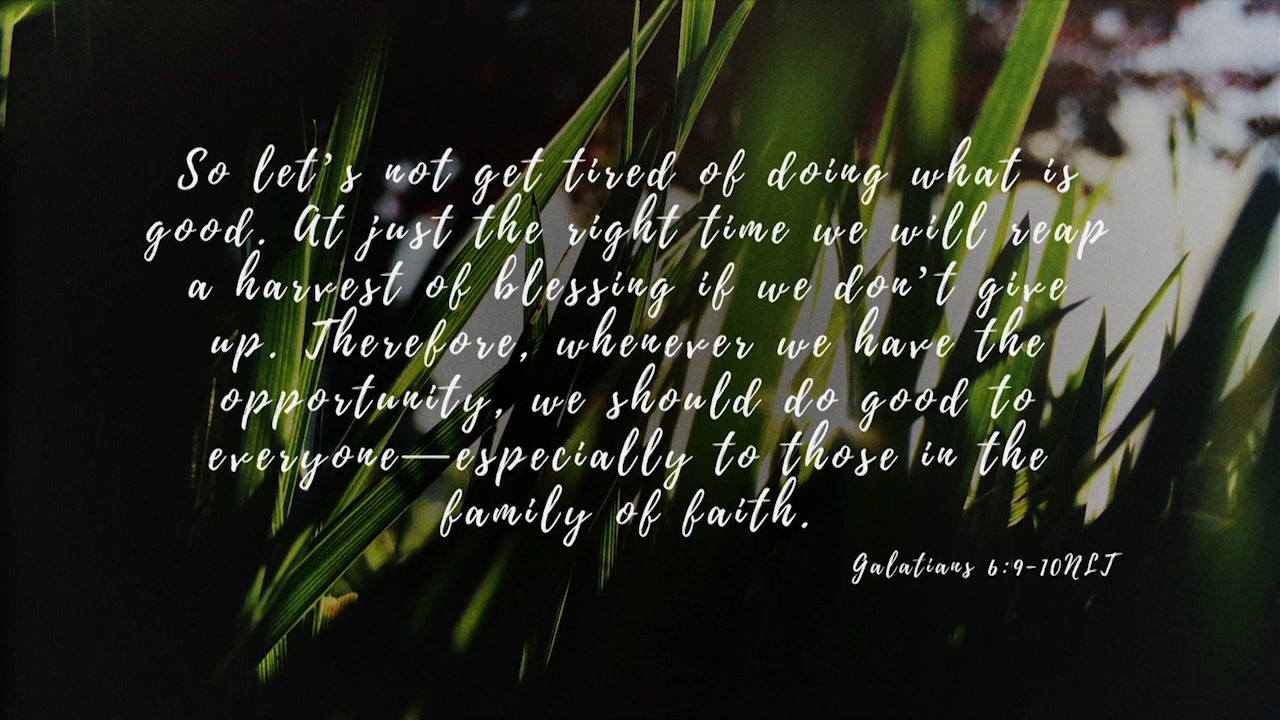 So let's not get tired of doing what is
good. At just the right time we will reap
a harvest of blessing if we don't give
up. Therefore, whenever we have the
opportunity, we should do good to
everyone—especially to those in the
family of faith.
Galatians 6:9-10NLT